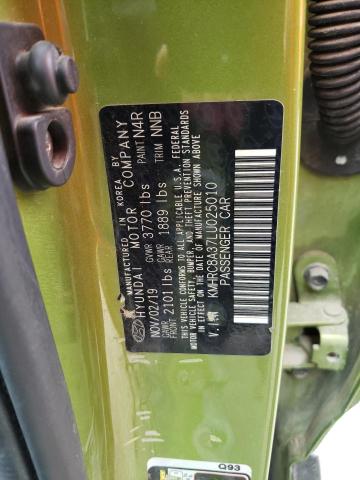 MFD. IN KOREA BY
HYUNDAI MOTOR COMPANY
NOV/02/19 GVWR 3770 lbs PAINT N4R
GAWR FRONT 2101 lbs GAWR REAR 1889 lbs TRIM NNB
THIS VEHICLE CONFORMS TO ALL APPLICABLE U.S.A. FEDERAL
MOTOR VEHICLE SAFETY, BUMPER, AND THEFT PREVENTION
STANDARDS IN EFFECT ON THE DATE OF MANUFACTURE SHOWN ABOVE.
V.I.N KMHRC8A37LU025010
PASSENGER CAR
Q93